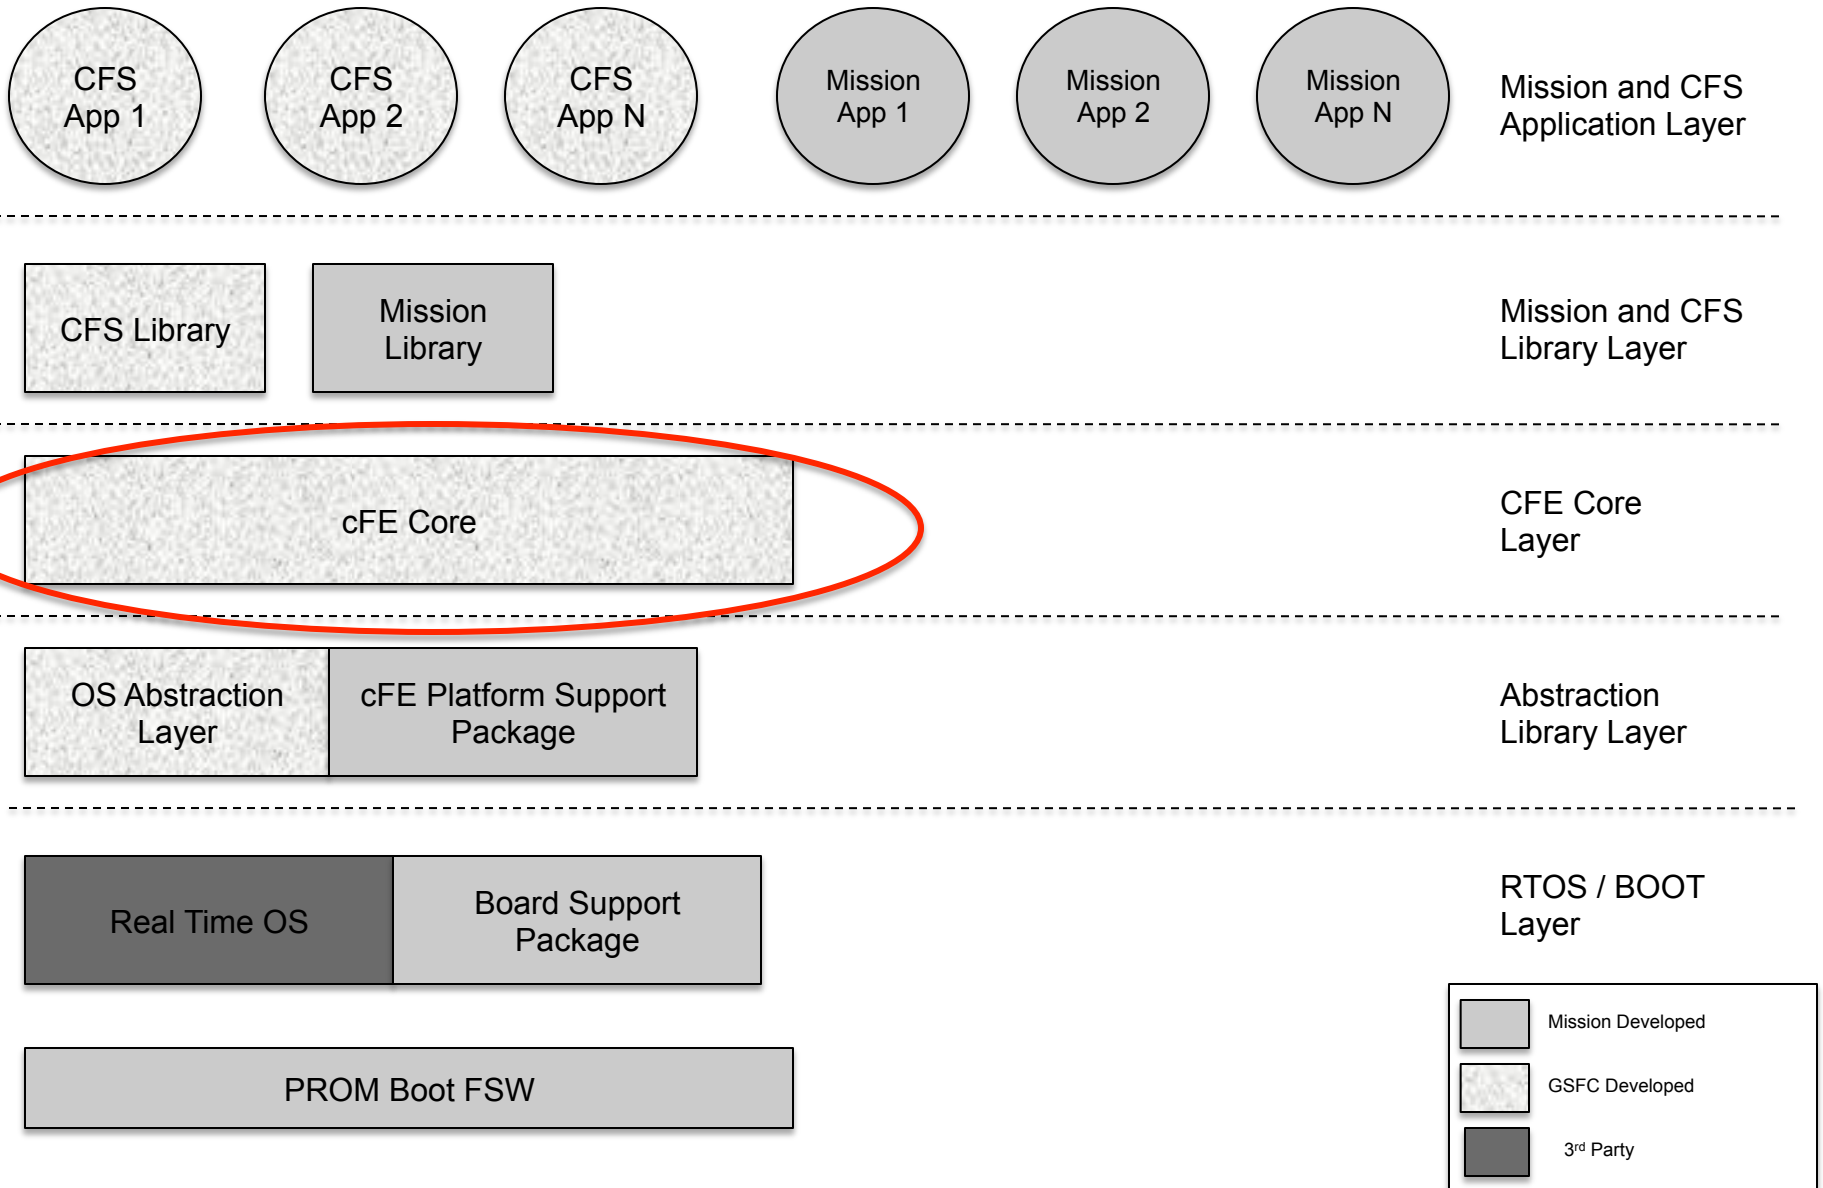 CFS
App 1
CFS
App 2
CFS
App N
Mission
App 1
Mission
App 2
Mission
App N
Mission and CFS
Application Layer
CFS Library
Mission
Library
Mission and CFS
Library Layer
cFE Core
CFE Core
Layer
OS Abstraction
Layer
cFE Platform Support
Package
Abstraction
Library Layer
Real Time OS
Board Support
Package
RTOS / BOOT
Layer
PROM Boot FSW
Mission Developed
GSFC Developed
3rd Party